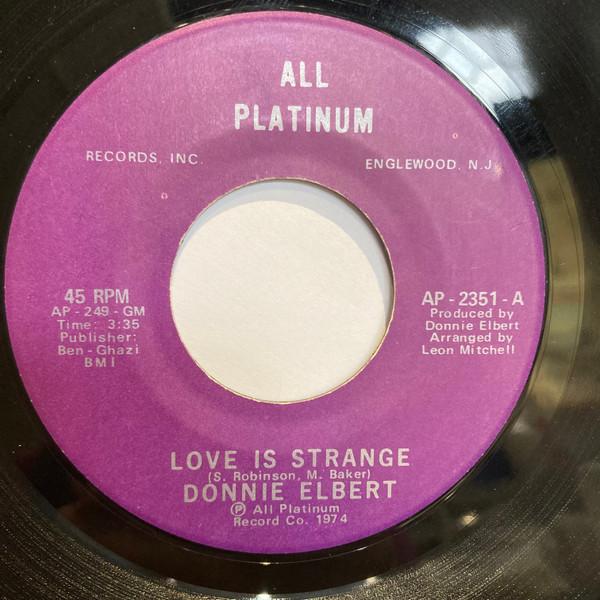 ALL
PLATINUM
RECORDS, INC.
ENGLEWOOD, N.J.
45 RPM
AP - 249 - GM
Time: 3:35
Publisher:
Ben - Ghazi
BMI
AP - 2351 - A
Produced by
Donnie Elbert
Arranged by
Leon Mitchell
LOVE IS STRANGE
(S. Robinson, M. Baker)
DONNIE ELBERT
Ⓟ All Platinum
Record Co. 1974